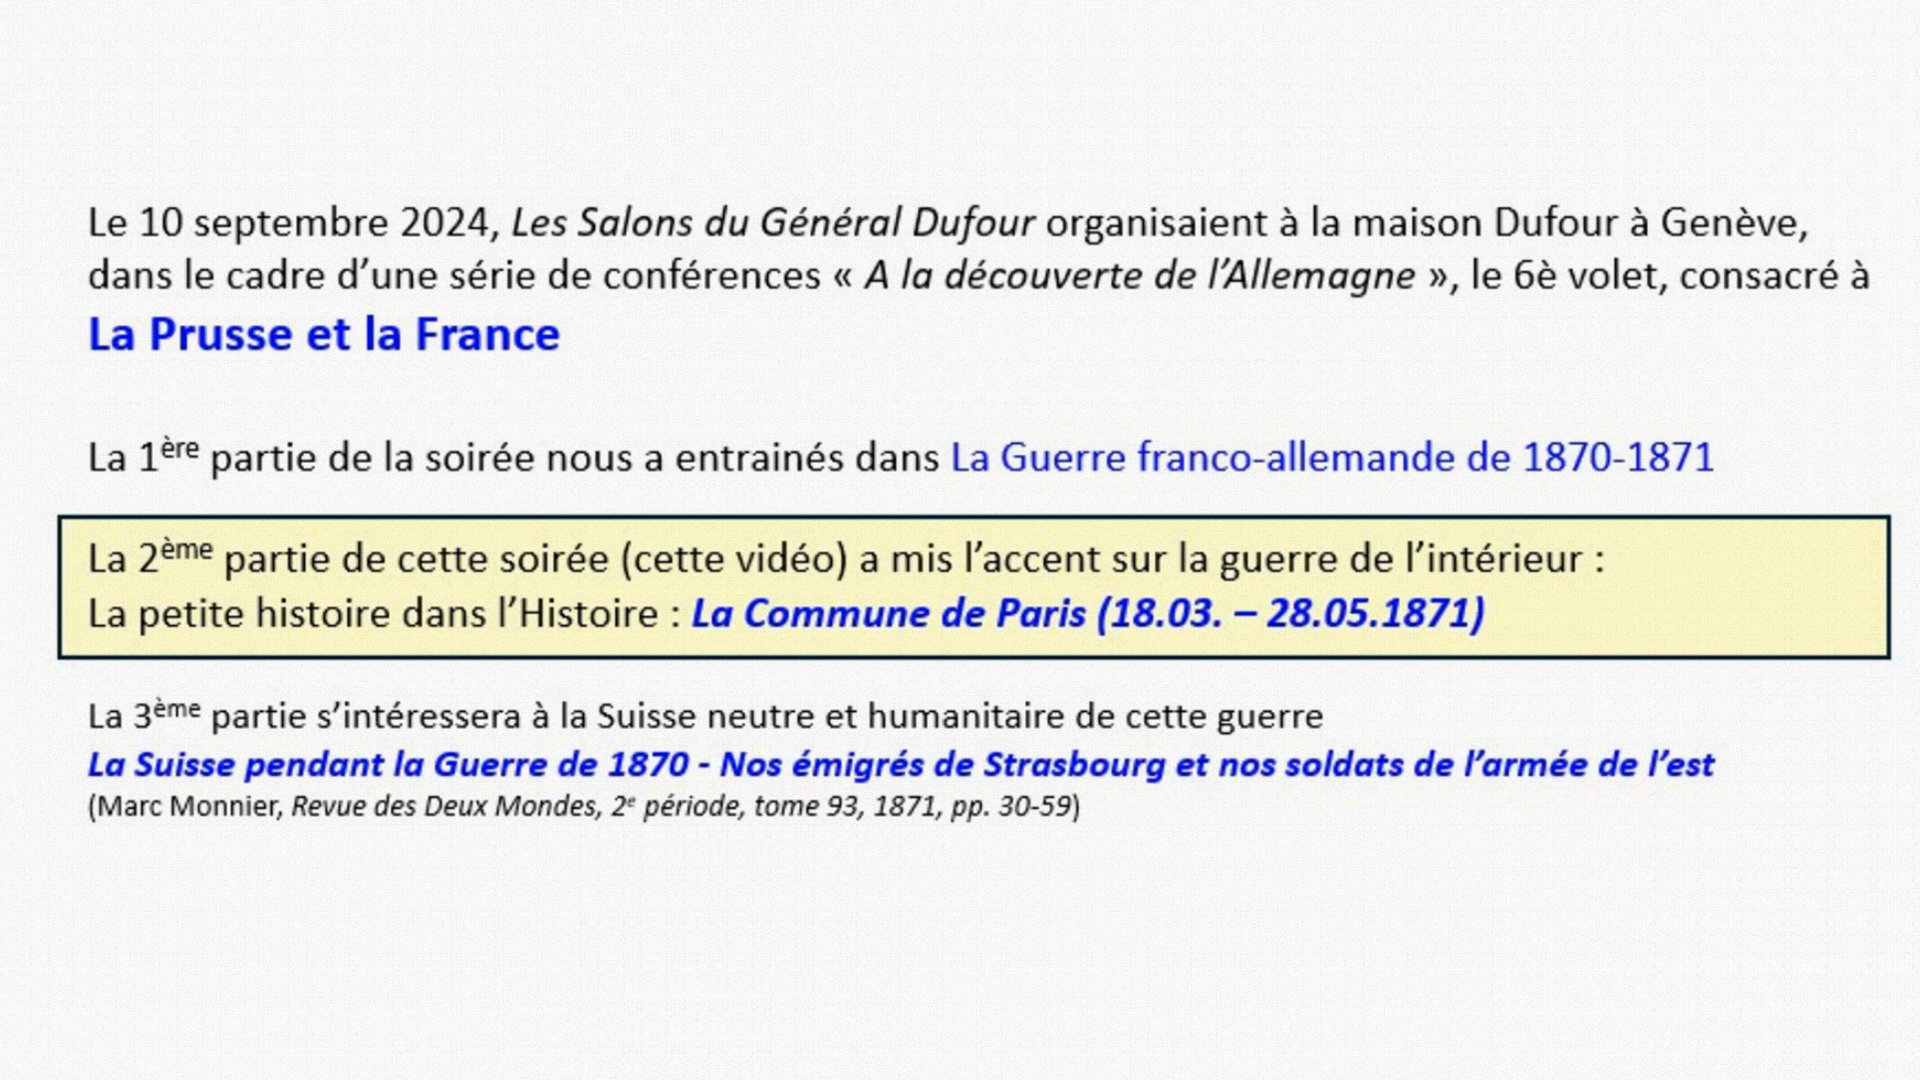 Le 10 septembre 2024, Les Salons du Général Dufour organisaient à la maison Dufour à Genève,
dans le cadre d’une série de conférences « A la découverte de l’Allemagne », le 6è volet, consacré à
La Prusse et la France
La 1ère partie de la soirée nous a entrainés dans La Guerre franco-allemande de 1870-1871
La 2ème partie de cette soirée (cette vidéo) a mis l’accent sur la guerre de l’intérieur :
La petite histoire dans l’Histoire : La Commune de Paris (18.03. – 28.05.1871)
La 3ème partie s’intéressera à la Suisse neutre et humanitaire de cette guerre
La Suisse pendant la Guerre de 1870 - Nos émigrés de Strasbourg et nos soldats de l’armée de l’est
(Marc Monnier, Revue des Deux Mondes, 2e période, tome 93, 1871, pp. 30-59)